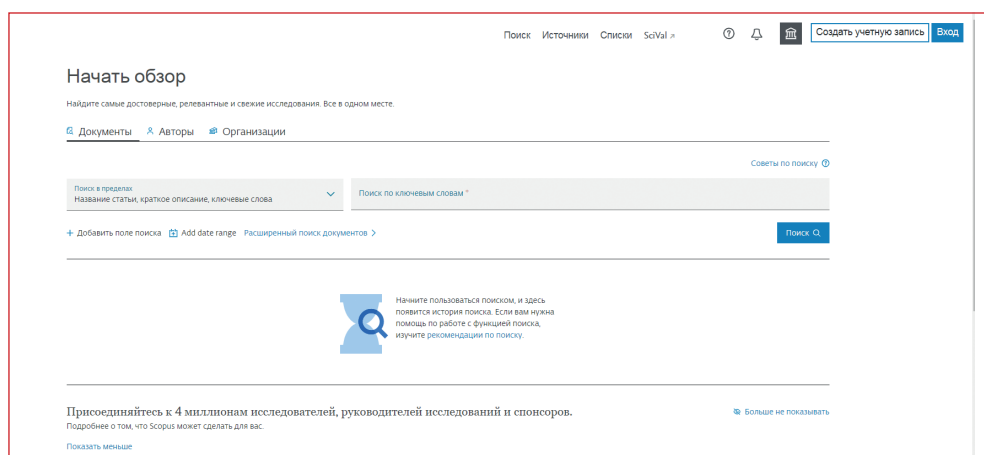 Поиск Источники Списки SciVal Создать учетную запись Вход
Начать обзор
Найдите самые достоверные, релевантные и свежие исследования. Все в одном месте.
Документы Авторы Организации
Советы по поиску
Поиск в пределах
Название статьи, краткое описание, ключевые слова
Поиск по ключевым словам *
+ Добавить поле поиска Add date range Расширенный поиск документов >
Поиск
Начните пользоваться поиском, и здесь
появится история поиска. Если вам нужна
помощь по работе с функцией поиска,
изучите рекомендации по поиску.
Присоединяйтесь к 4 миллионам исследователей, руководителей исследований и спонсоров.
Больше не показывать
Подробнее о том, что Scopus может сделать для вас.
Показать меньше